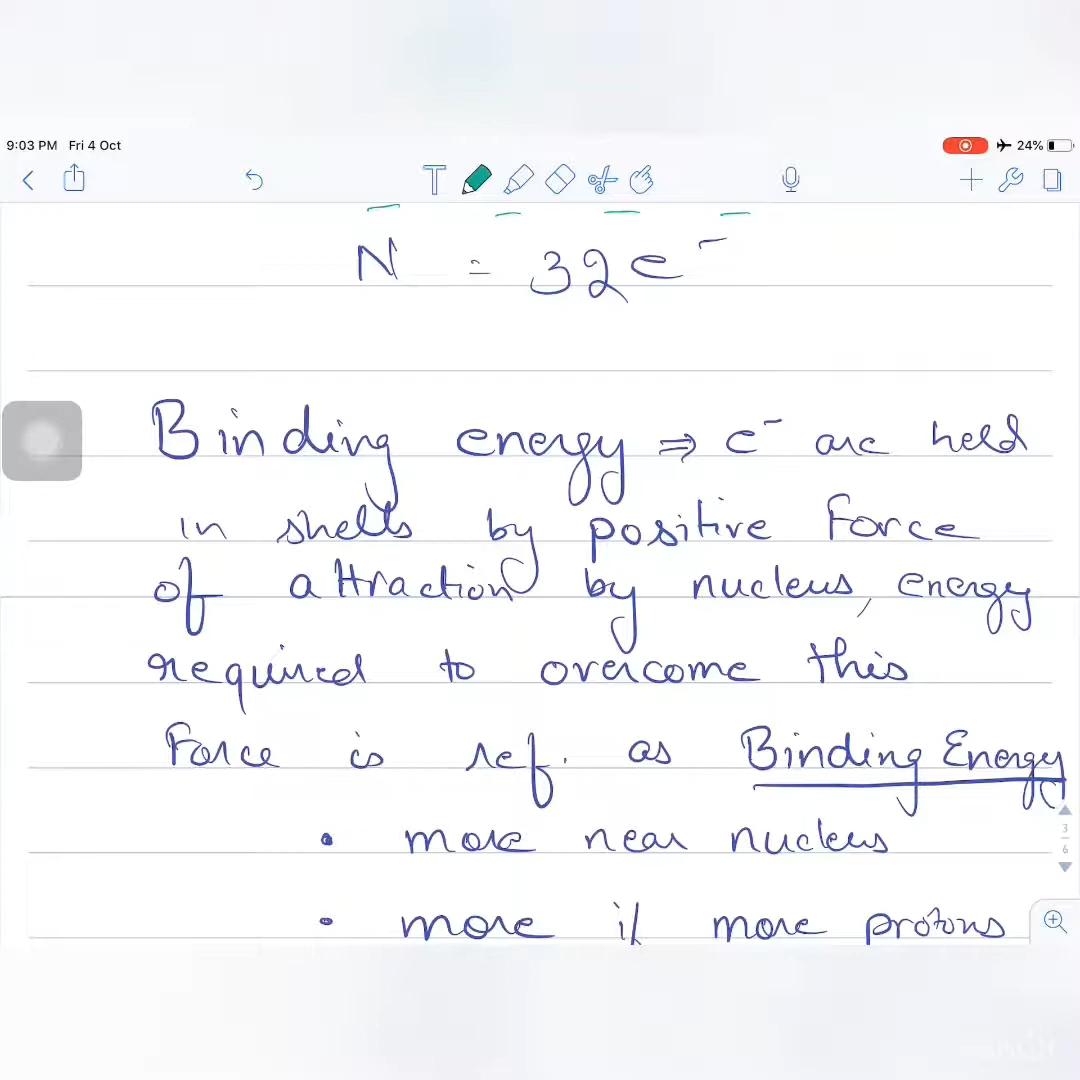 9:03 PM Fri 4 Oct
24%
T
N = 32e⁻
Binding energy ⇒ e⁻ are held
in shells by positive Force
of attraction by nucleus, energy
required to overcome this
Force is ref. as Binding Energy
• more near nucleus
3
6
• more if more protons